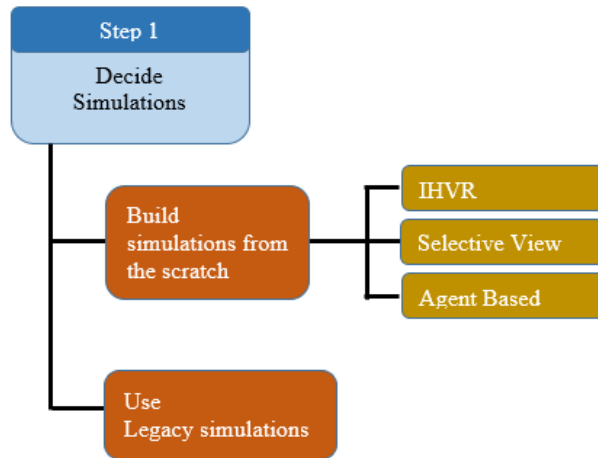 Step 1
Decide
Simulations
Build
simulations from
the scratch
IHVR
Selective View
Agent Based
Use
Legacy simulations